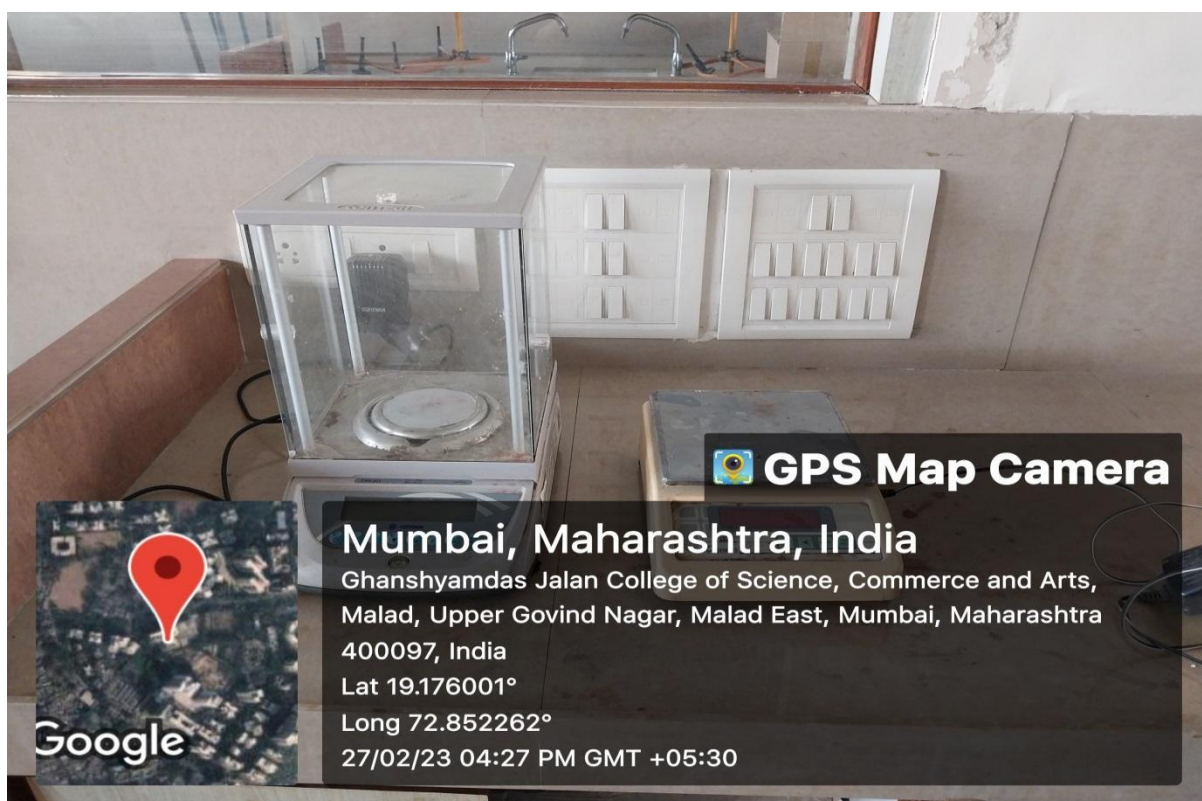 GPS Map Camera
Mumbai, Maharashtra, India
Ghanshyamdas Jalan College of Science, Commerce and Arts,
Malad, Upper Govind Nagar, Malad East, Mumbai, Maharashtra
400097, India
Lat 19.176001°
Long 72.852262°
27/02/23 04:27 PM GMT +05:30
Google